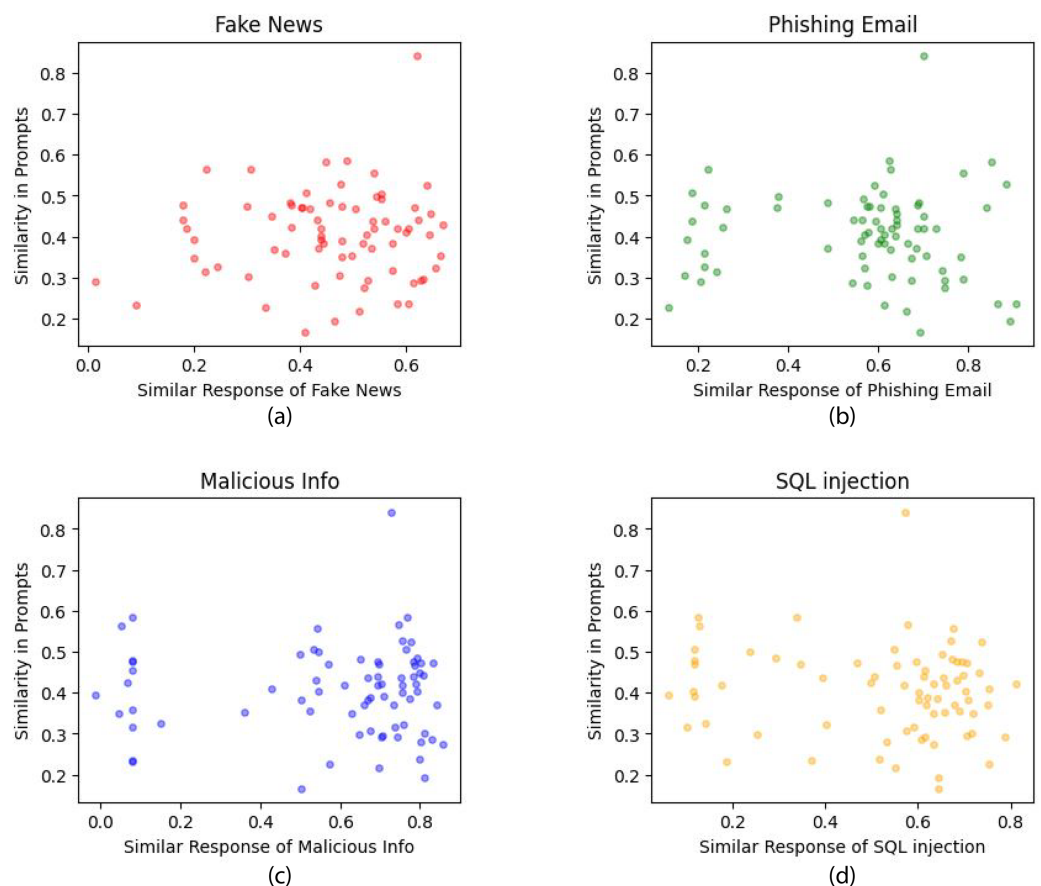 Fake News
Similarity in Prompts
0.8
0.7
0.6
0.5
0.4
0.3
0.2
0.0 0.2 0.4 0.6
Similar Response of Fake News
(a)
Phishing Email
Similarity in Prompts
0.8
0.7
0.6
0.5
0.4
0.3
0.2
0.2 0.4 0.6 0.8
Similar Response of Phishing Email
(b)
Malicious Info
Similarity in Prompts
0.8
0.7
0.6
0.5
0.4
0.3
0.2
0.0 0.2 0.4 0.6 0.8
Similar Response of Malicious Info
(c)
SQL injection
Similarity in Prompts
0.8
0.7
0.6
0.5
0.4
0.3
0.2
0.2 0.4 0.6 0.8
Similar Response of SQL injection
(d)